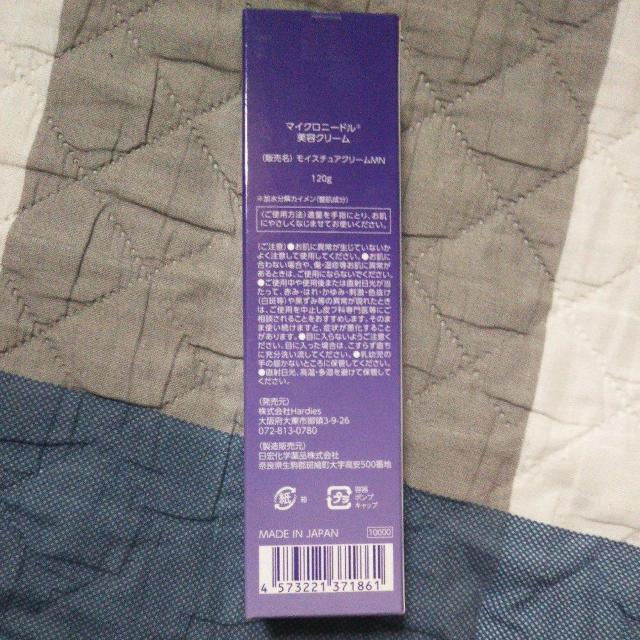 マイクロニードル※
美容クリーム
(販売名) モイスチュアクリームMN
120g
※加水分解カイメン(整肌成分)
(ご使用方法)適量を手指にとり、お肌
にやさしくなじませてお使いください。
(ご注意)●お肌に異常が生じていないか
よく注意して使用してください。●お肌に
合わない場合や、傷・湿疹等お肌に異常が
あるときは、ご使用にならないでください。
●ご使用中や使用後または直射日光が当
たって、赤み・はれ・かゆみ・刺激・色抜け
(白斑等)や黒ずみ等の異常が現れたとき
は、ご使用を中止し皮フ科専門医等に
ご相談されることをおすすめします。そのま
ま使い続けますと、症状が悪化することが
あります。●目に入らないようご注意くだ
さい。目に入った場合は、こすらず直ち
に充分洗い流してください。●乳幼児の
手の届かないところに保管してください。
●直射日光、高温・多湿を避けて保管して
ください。
(発売元)
株式会社Hardies
大阪府大東市御領3-9-26
072-813-0780
(製造販売元)
日宏化学薬品株式会社
奈良県生駒郡斑鳩町大字高安500番地
紙 箱
プラ 容器
ポンプ
キャップ
MADE IN JAPAN 10000
4 573221 371861